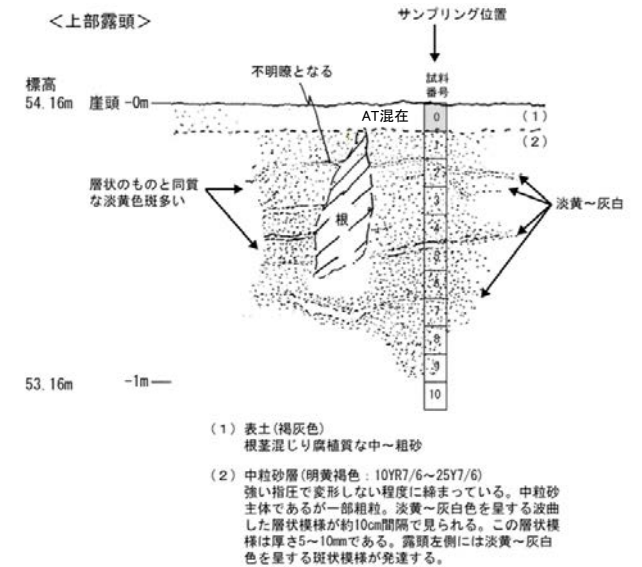 ＜上部露頭＞
サンプリング位置
不明瞭となる
試料
番号
標高
54.16m 崖頭 -0m
AT混在
0
（1）
（2）
1
2
3
4
5
6
7
8
9
10
層状のものと同質
な淡黄色斑多い
根
淡黄～灰白
53.16m -1m
（1）表土(褐灰色)
根茎混じり腐植質な中～粗砂
（2）中粒砂層(明黄褐色：10YR7/6～25Y7/6)
強い指圧で変形しない程度に締まっている。中粒砂
主体であるが一部粗粒。淡黄～灰白色を呈する波曲
した層状模様が約10cm間隔で見られる。この層状模
様は厚さ5～10mmである。露頭左側には淡黄～灰白
色を呈する斑状模様が発達する。